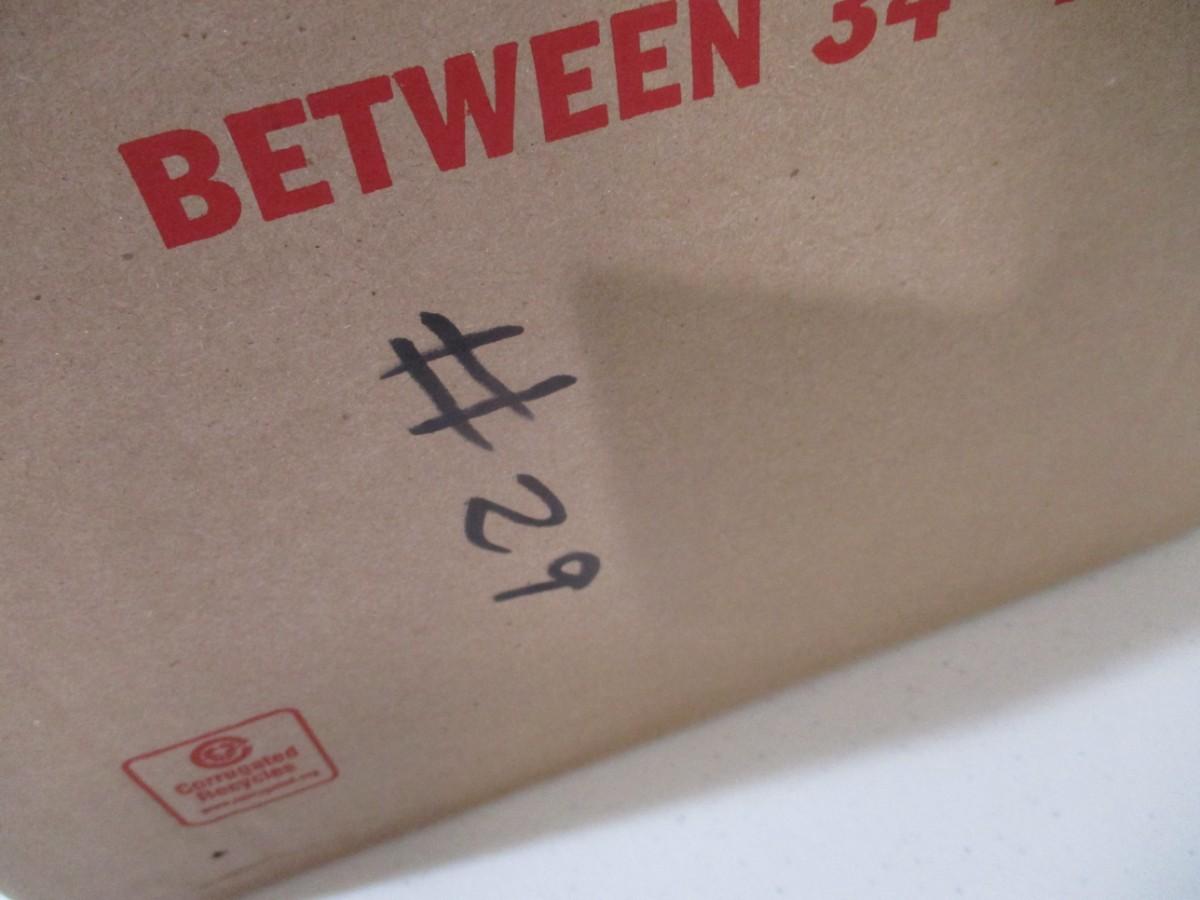 BETWEEN 34
#29
Corrugated
Recycles